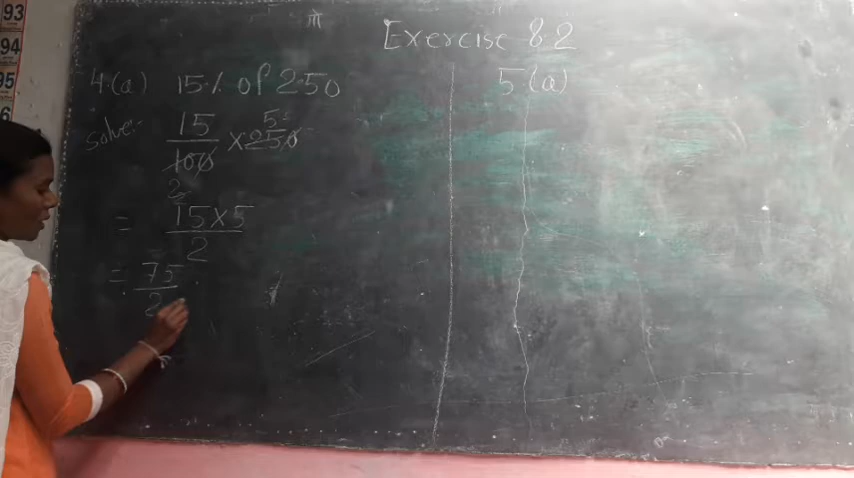 93
94
95
6
Exercise 8.2
4.(a) 15% of 250
Solve:-
15 5
100 × 250
2
= 15×5
2
= 75
2
5(a)